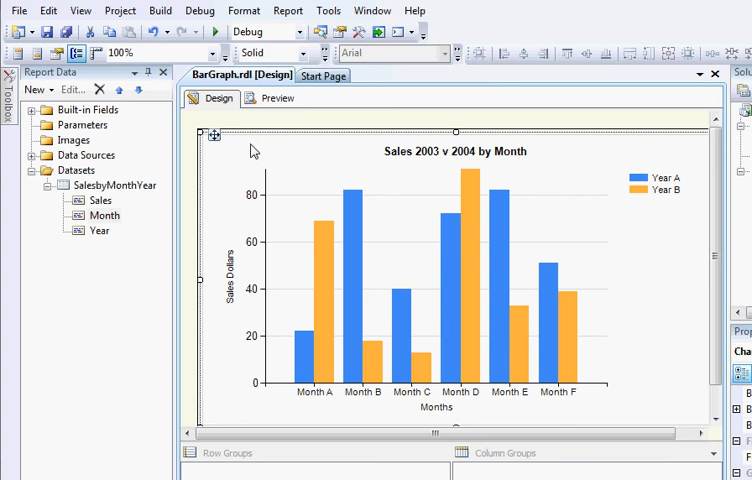 File Edit View Project Build Debug Format Report Tools Window Help
Debug
100% Solid Arial
Report Data
BarGraph.rdl [Design] Start Page
Toolbox
New Edit...
Design Preview
Built-in Fields
Parameters
Images
Data Sources
Datasets
SalesbyMonthYear
Sales
Month
Year
Sales 2003 v 2004 by Month
Year A
Year B
80
60
40
20
0
Sales Dollars
Month A Month B Month C Month D Month E Month F
Months
Row Groups Column Groups